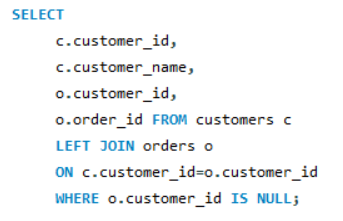 SELECT
c.customer_id,
c.customer_name,
o.customer_id,
o.order_id FROM customers c
LEFT JOIN orders o
ON c.customer_id=o.customer_id
WHERE o.customer_id IS NULL;